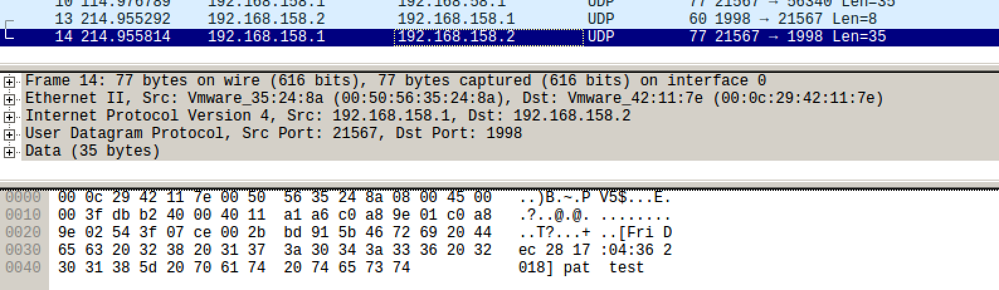 10 114.976789 192.168.158.1 192.168.58.1 UDP 77 21567 → 56340 Len=35
13 214.955292 192.168.158.2 192.168.158.1 UDP 60 1998 → 21567 Len=8
14 214.955814 192.168.158.1 192.168.158.2 UDP 77 21567 → 1998 Len=35
Frame 14: 77 bytes on wire (616 bits), 77 bytes captured (616 bits) on interface 0
Ethernet II, Src: Vmware_35:24:8a (00:50:56:35:24:8a), Dst: Vmware_42:11:7e (00:0c:29:42:11:7e)
Internet Protocol Version 4, Src: 192.168.158.1, Dst: 192.168.158.2
User Datagram Protocol, Src Port: 21567, Dst Port: 1998
Data (35 bytes)
0000 00 0c 29 42 11 7e 00 50 56 35 24 8a 08 00 45 00 ..)B.~.P V5$...E.
0010 00 3f db b2 40 00 40 11 a1 a6 c0 a8 9e 01 c0 a8 .?..@.@. ........
0020 9e 02 54 3f 07 ce 00 2b bd 91 5b 46 72 69 20 44 ..T?...+ ..[Fri D
0030 65 63 20 32 38 20 31 37 3a 30 34 3a 33 36 20 32 ec 28 17 :04:36 2
0040 30 31 38 5d 20 70 61 74 20 74 65 73 74 018] pat test